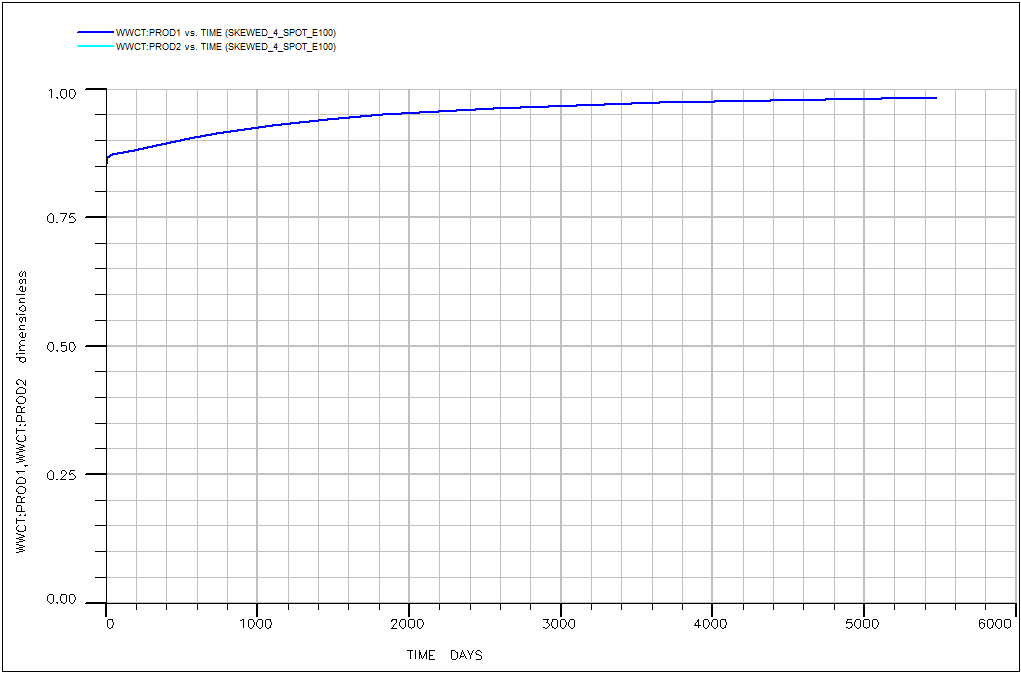 WWCT:PROD1 vs. TIME (SKEWED_4_SPOT_E100)
WWCT:PROD2 vs. TIME (SKEWED_4_SPOT_E100)
1.00
0.75
0.50
0.25
0.00
WWCT:PROD1,WWCT:PROD2 dimensionless
0 1000 2000 3000 4000 5000 6000
TIME DAYS